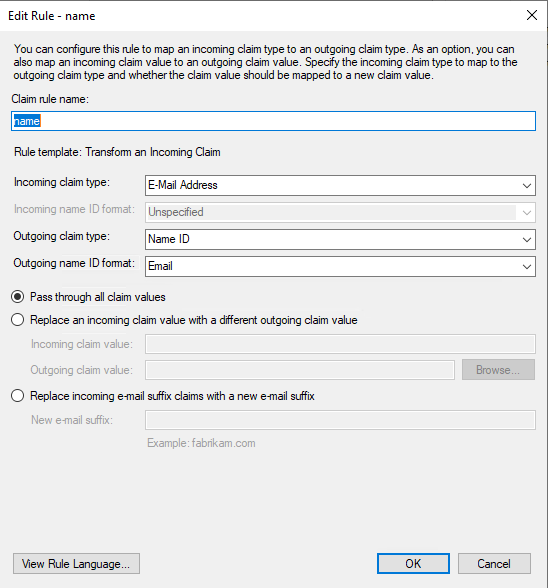 Edit Rule - name
You can configure this rule to map an incoming claim type to an outgoing claim type. As an option, you can
also map an incoming claim value to an outgoing claim value. Specify the incoming claim type to map to the
outgoing claim type and whether the claim value should be mapped to a new claim value.
Claim rule name:
name
Rule template: Transform an Incoming Claim
Incoming claim type: E-Mail Address
Incoming name ID format: Unspecified
Outgoing claim type: Name ID
Outgoing name ID format: Email
Pass through all claim values
Replace an incoming claim value with a different outgoing claim value
Incoming claim value:
Outgoing claim value: Browse...
Replace incoming e-mail suffix claims with a new e-mail suffix
New e-mail suffix:
Example: fabrikam.com
View Rule Language... OK Cancel